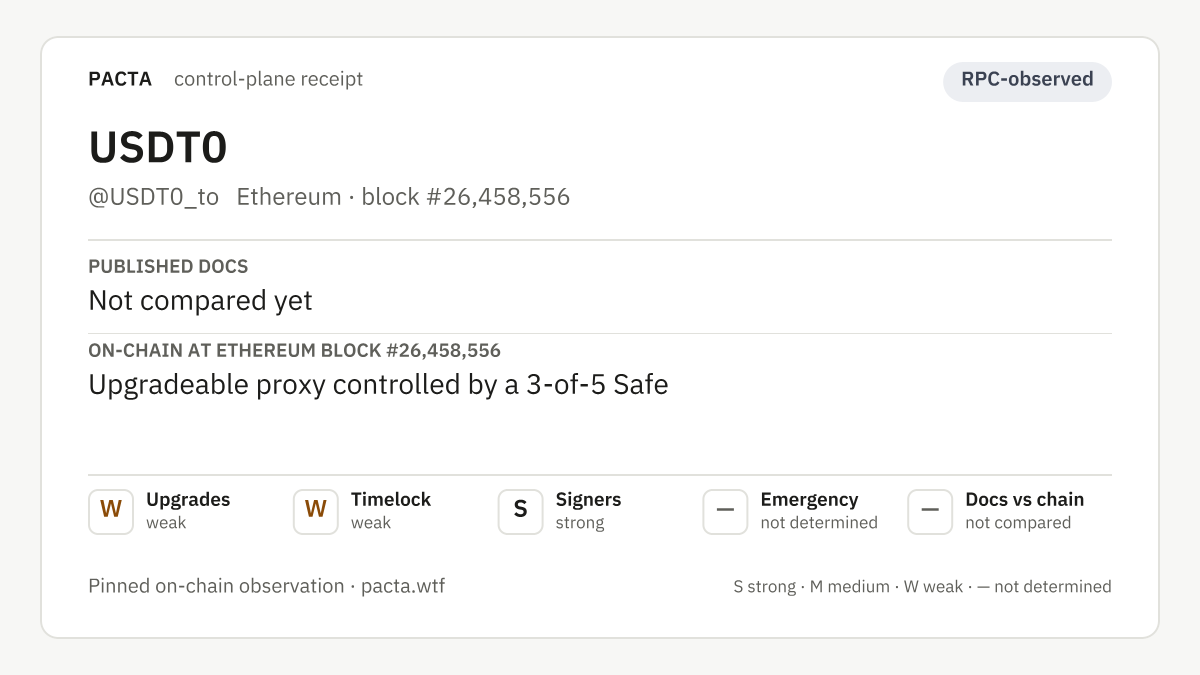 PACTA control-plane receipt
RPC-observed
USDT0
@USDT0_to Ethereum · block #26,458,556
PUBLISHED DOCS
Not compared yet
ON-CHAIN AT ETHEREUM BLOCK #26,458,556
Upgradeable proxy controlled by a 3-of-5 Safe
W Upgrades
weak
W Timelock
weak
S Signers
strong
— Emergency
not determined
— Docs vs chain
not compared
Pinned on-chain observation · pacta.wtf
S strong · M medium · W weak · — not determined